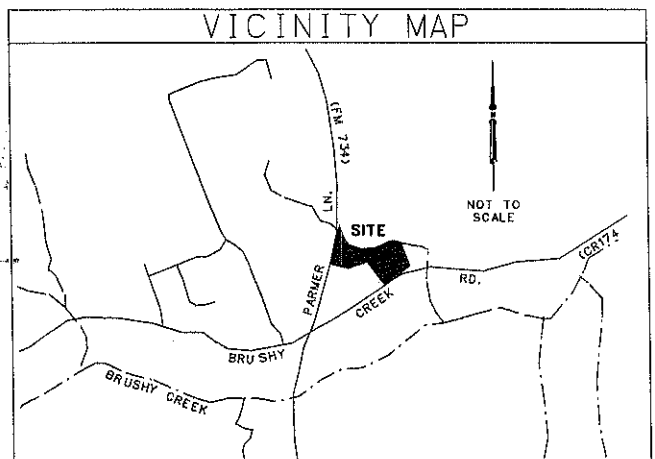 VICINITY MAP
(FM 734)
LN.
NOT TO
SCALE
SITE
(CR174
PARMER
RD.
CREEK
BRUSHY
BRUSHY CREEK